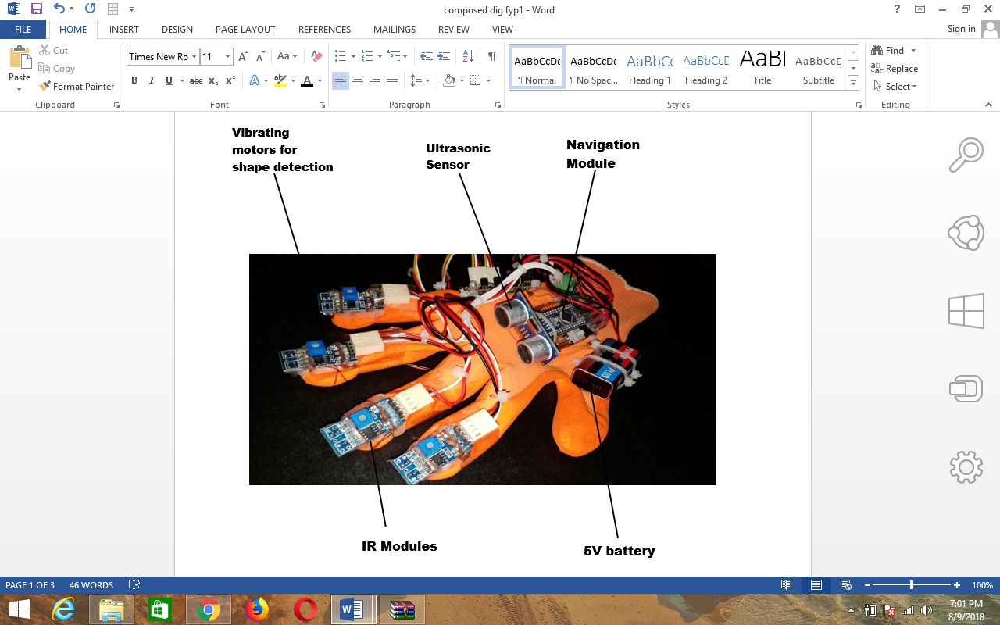 composed dig fyp1 - Word
FILE HOME INSERT DESIGN PAGE LAYOUT REFERENCES MAILINGS REVIEW VIEW Sign in
Paste
Cut
Copy
Format Painter
Clipboard
Times New Ro 11
Font
Paragraph
AaBbCcDc AaBbCcDc AaBbCc AaBbCcD AaB AaBbCcD
¶ Normal ¶ No Spac... Heading 1 Heading 2 Title Subtitle
Styles
Find
Replace
Select
Editing
Vibrating
motors for
shape detection
Ultrasonic
Sensor
Navigation
Module
PLUS
IR Modules
5V battery
PAGE 1 OF 3 46 WORDS 100%
7:01 PM
8/9/2018